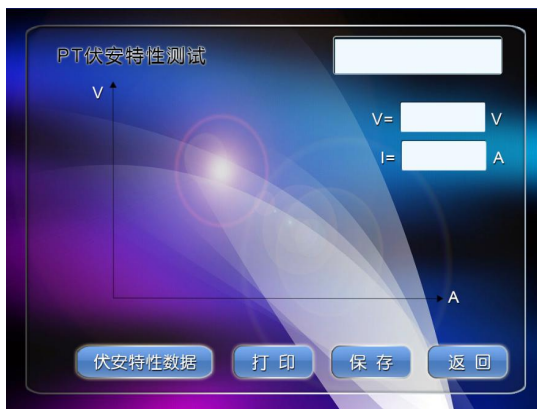 PT伏安特性测试
V
V= V
I= A
A
伏安特性数据 打印 保存 返回